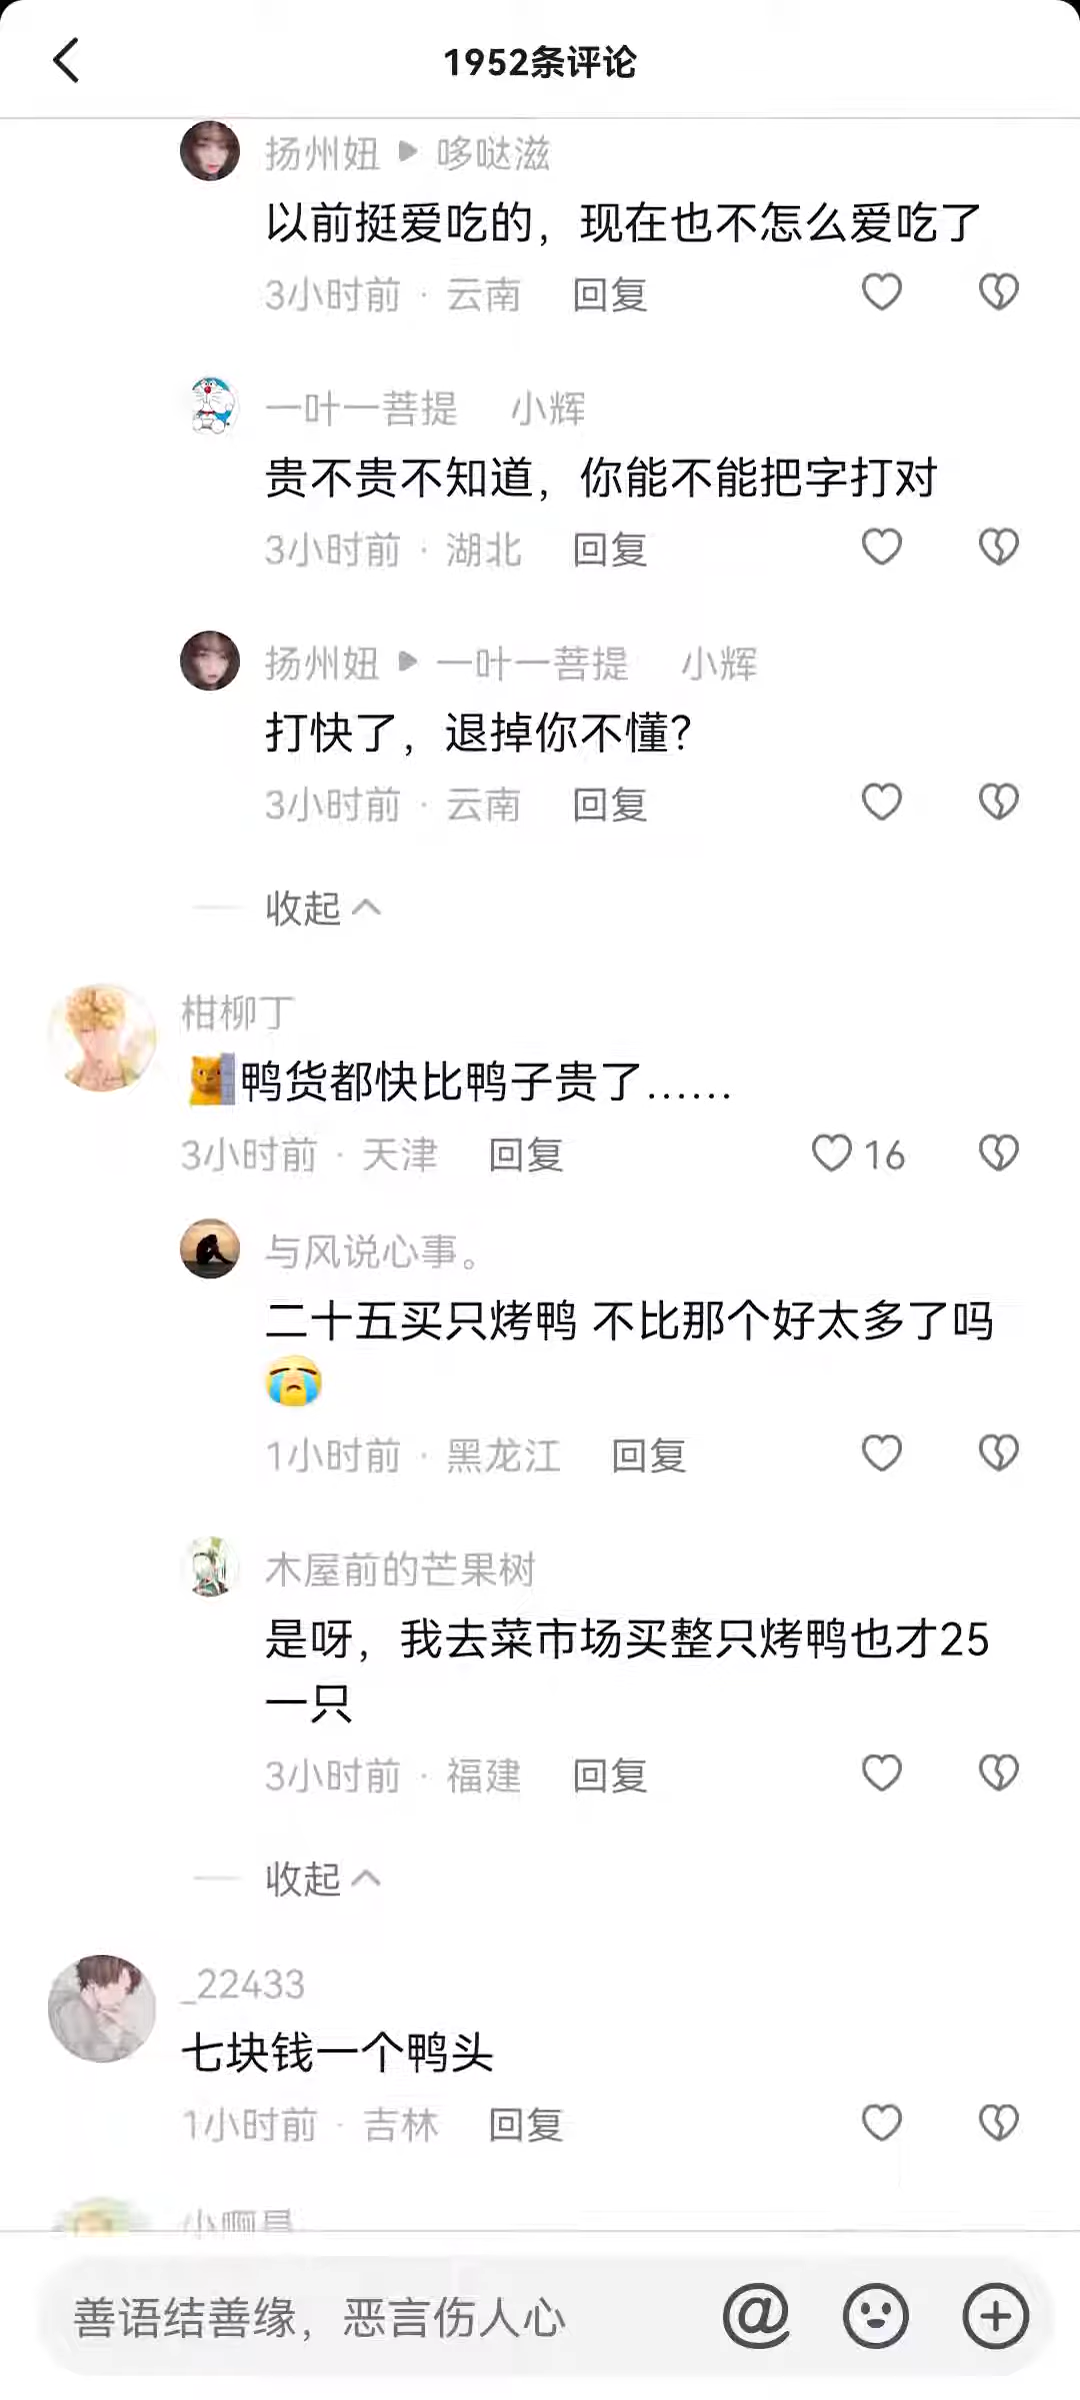 1952条评论
扬州妞 ▶ 哆哒滋
以前挺爱吃的，现在也不怎么爱吃了
3小时前 · 云南 回复
一叶一菩提 小辉
贵不贵不知道，你能不能把字打对
3小时前 · 湖北 回复
扬州妞 ▶ 一叶一菩提 小辉
打快了，退掉你不懂？
3小时前 · 云南 回复
收起
柑柳丁
鸭货都快比鸭子贵了……
3小时前 · 天津 回复 16
与风说心事。
二十五买只烤鸭 不比那个好太多了吗
1小时前 · 黑龙江 回复
木屋前的芒果树
是呀，我去菜市场买整只烤鸭也才25
一只
3小时前 · 福建 回复
收起
_22433
七块钱一个鸭头
1小时前 · 吉林 回复
善语结善缘，恶言伤人心